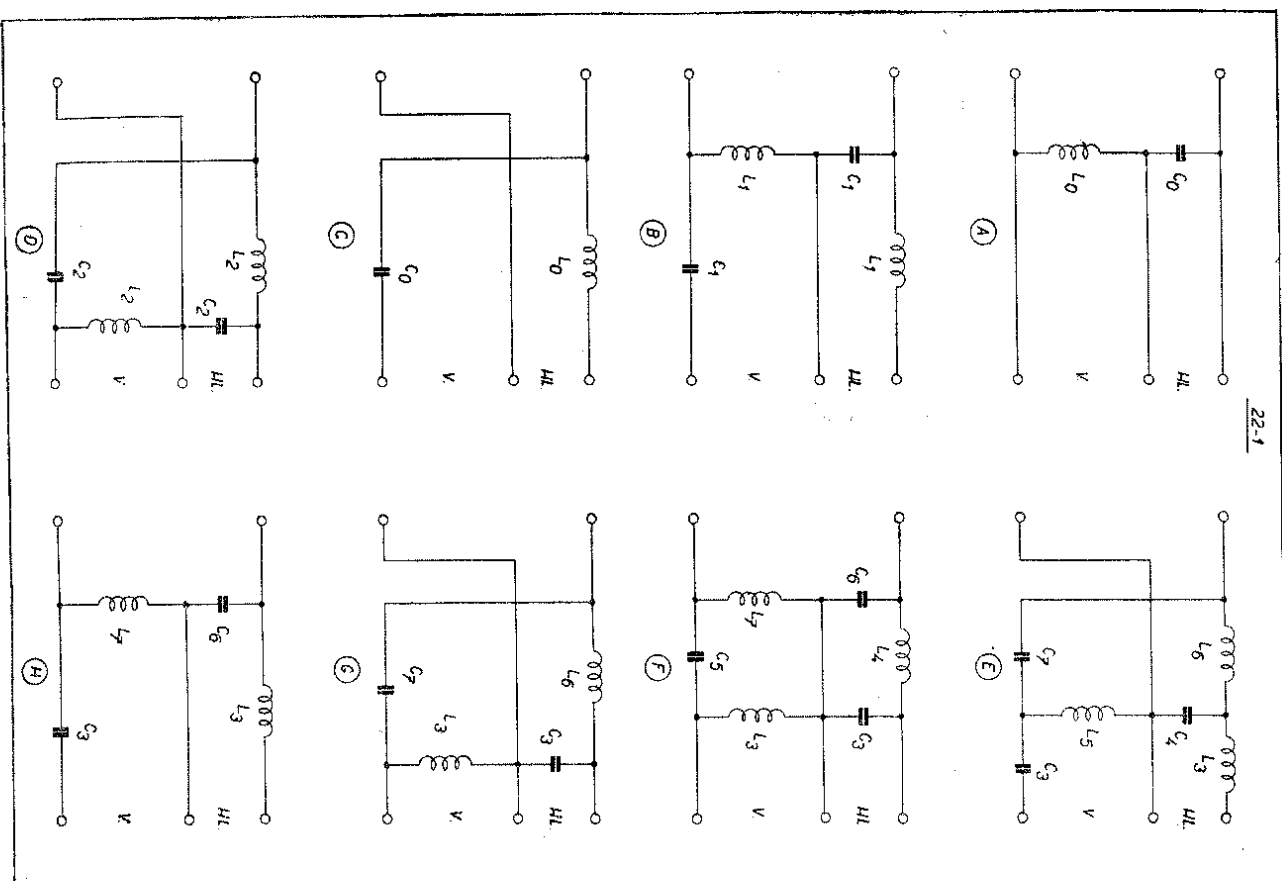 22-1
C0 HL.
L0 V
A
L6 L3
C4 HL.
L5 V.
C7 C3
E
L1
C1 HL.
L1 V
C1
B
L4
C6 C3 HL
L7 L3 V
C5
F
L0
HL.
V.
C0
C
L6
C3 HL.
L3 V.
C7
G
L2
C2 HL.
L2 V.
C2
D
L3
C6 HL.
L7 V.
C3
H